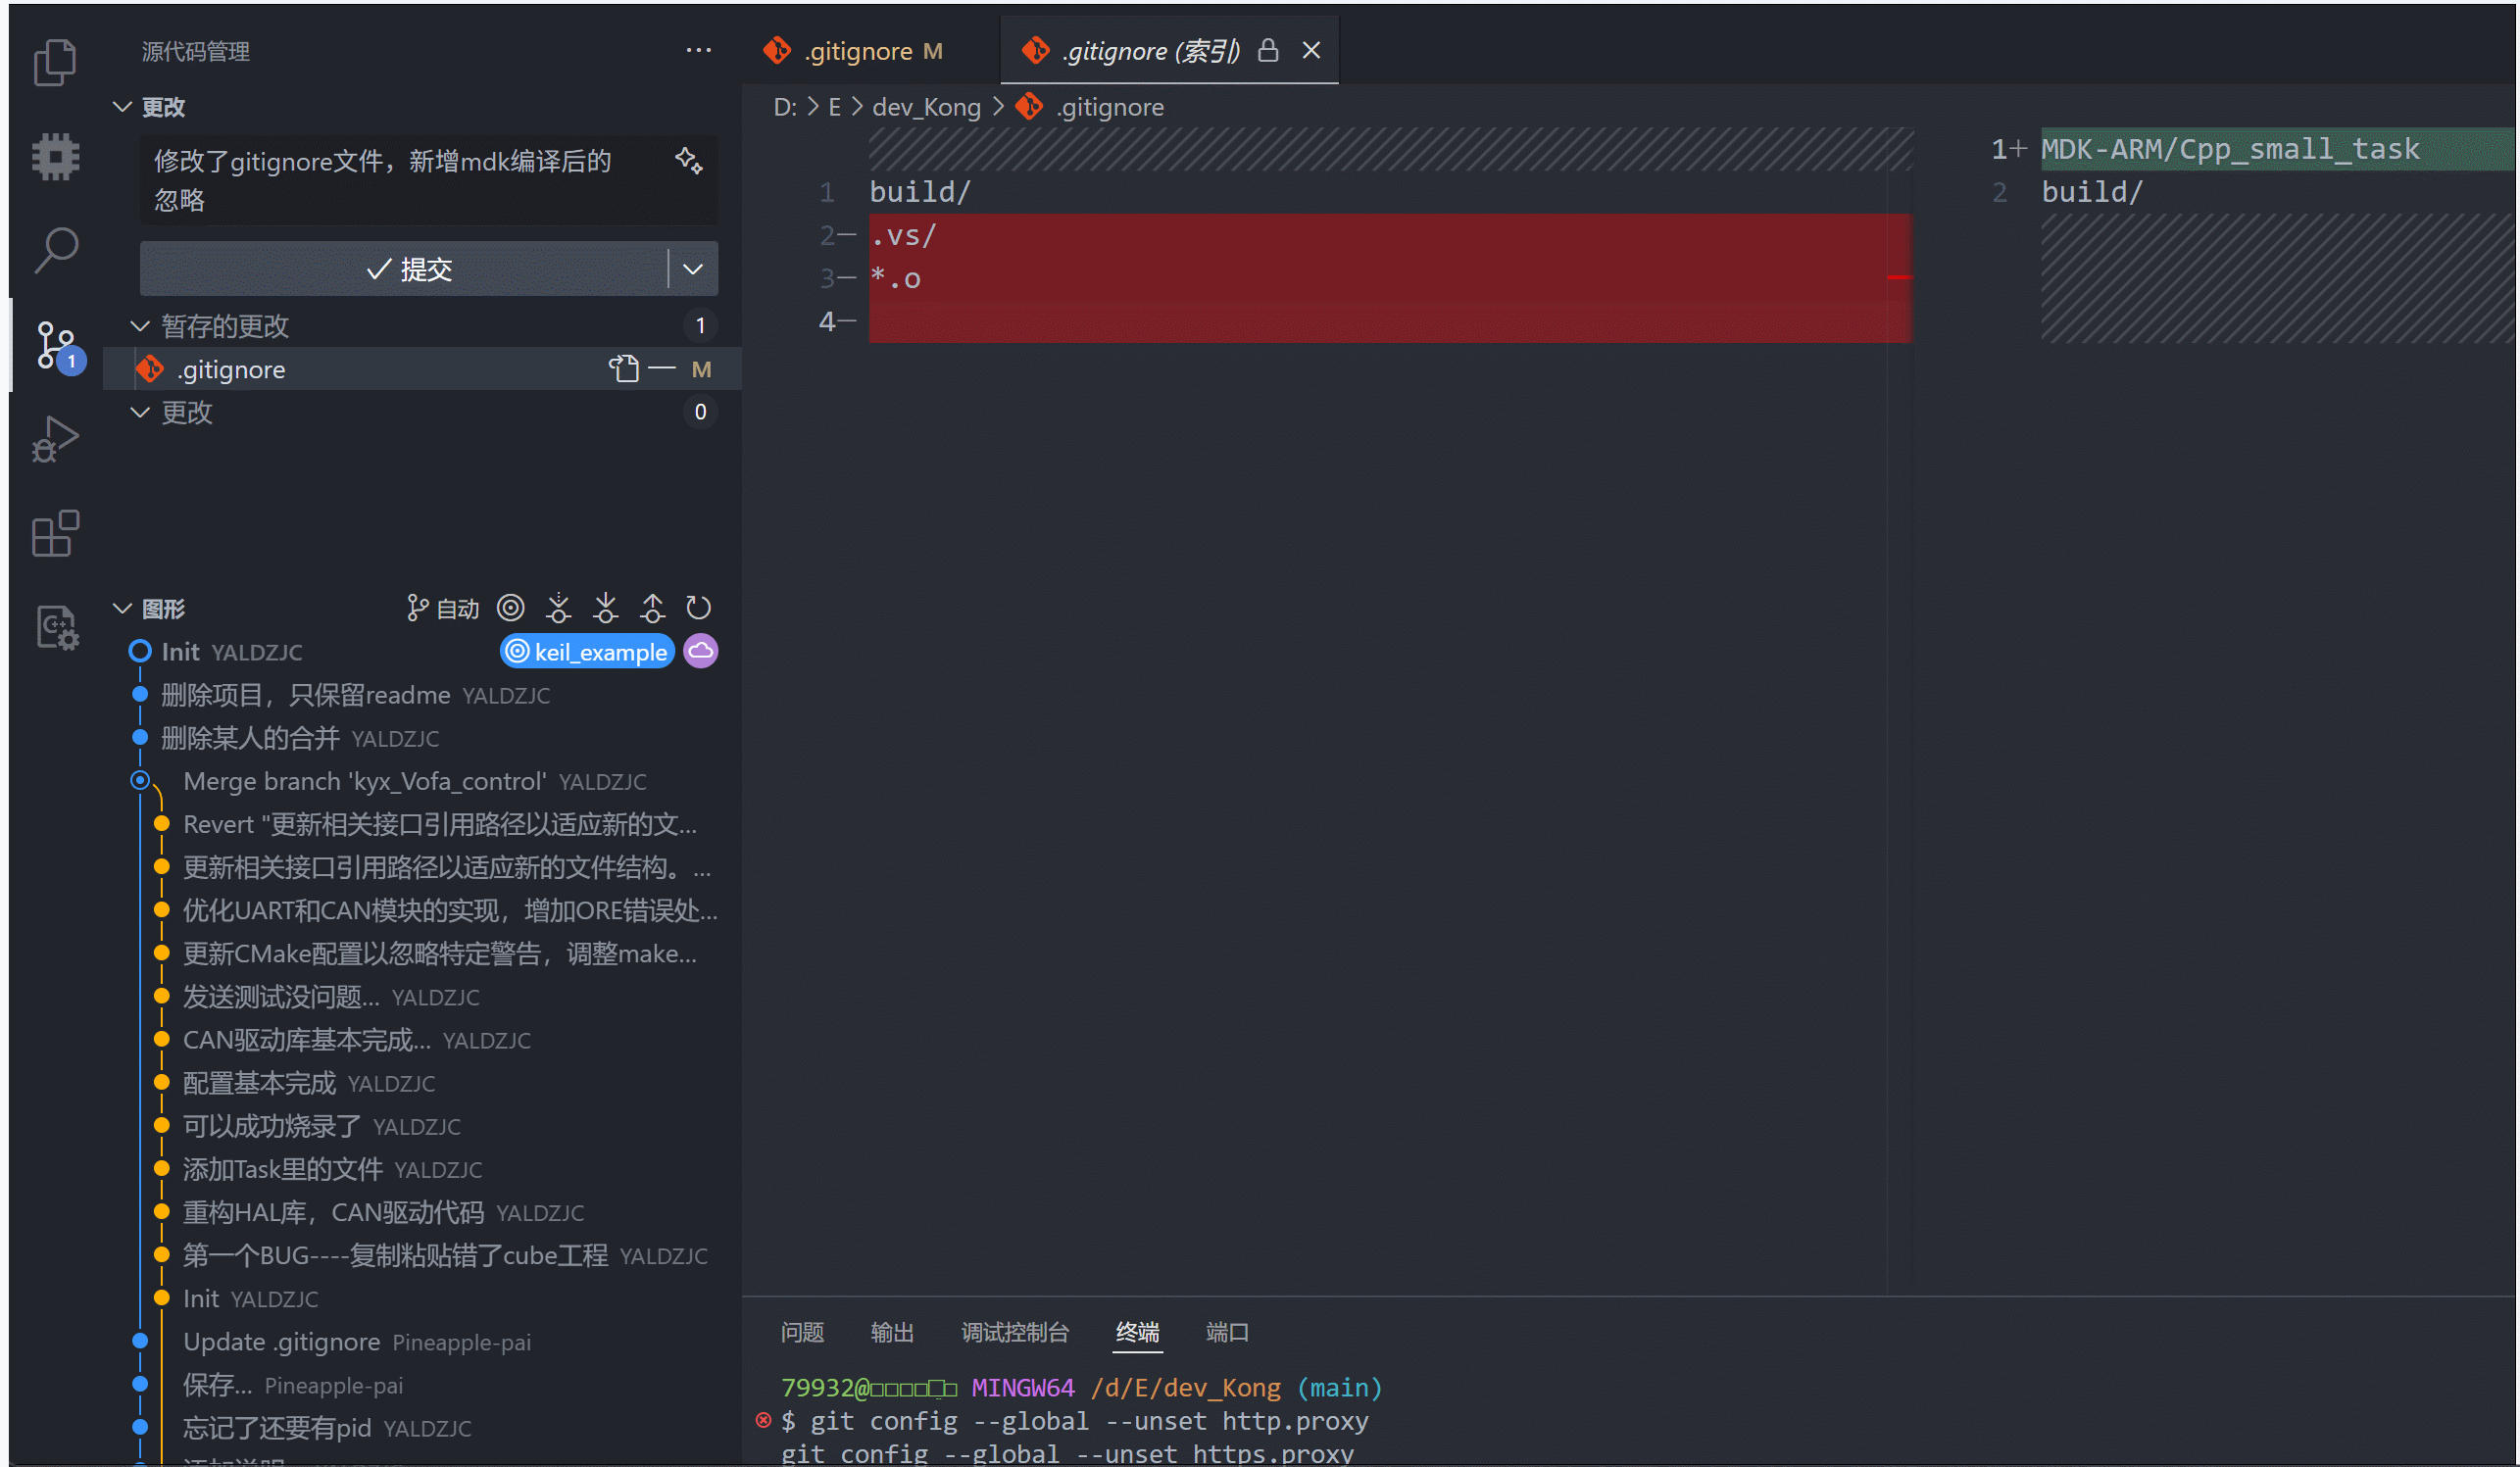 源代码管理
更改
修改了gitignore文件，新增mdk编译后的
忽略
提交
暂存的更改 1
.gitignore M
更改 0
图形 自动
Init YALDZJC keil_example
删除项目，只保留readme YALDZJC
删除某人的合并 YALDZJC
Merge branch 'kyx_Vofa_control' YALDZJC
Revert "更新相关接口引用路径以适应新的文...
更新相关接口引用路径以适应新的文件结构。...
优化UART和CAN模块的实现，增加ORE错误处...
更新CMake配置以忽略特定警告，调整make...
发送测试没问题... YALDZJC
CAN驱动库基本完成... YALDZJC
配置基本完成 YALDZJC
可以成功烧录了 YALDZJC
添加Task里的文件 YALDZJC
重构HAL库，CAN驱动代码 YALDZJC
第一个BUG----复制粘贴错了cube工程 YALDZJC
Init YALDZJC
Update .gitignore Pineapple-pai
保存... Pineapple-pai
忘记了还要有pid YALDZJC
1
C++
.gitignore M
.gitignore (索引)
D: > E > dev_Kong > .gitignore
1 build/
2— .vs/
3— *.o
4—
1+ MDK-ARM/Cpp_small_task
2 build/
问题 输出 调试控制台 终端 端口
79932@□□□□□□ MINGW64 /d/E/dev_Kong (main)
$ git config --global --unset http.proxy
git config --global --unset https.proxy